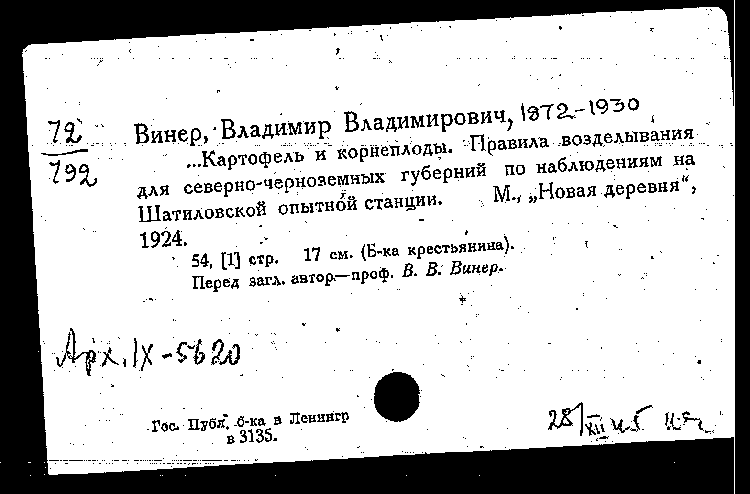 72
792
Винер, Владимир Владимирович, 1872-1930
...Картофель и корнеплоды. Правила возделывания
для северно-черноземных губерний по наблюдениям на
Шатиловской опытной станции. М., „Новая деревня“,
1924.
54, [1] стр. 17 см. (Б-ка крестьянина).
Перед загл. автор—проф. В. В. Винер.
Арх. IX-5620
Гос. Публ. б-ка в Ленингр
в 3135.
28/XII